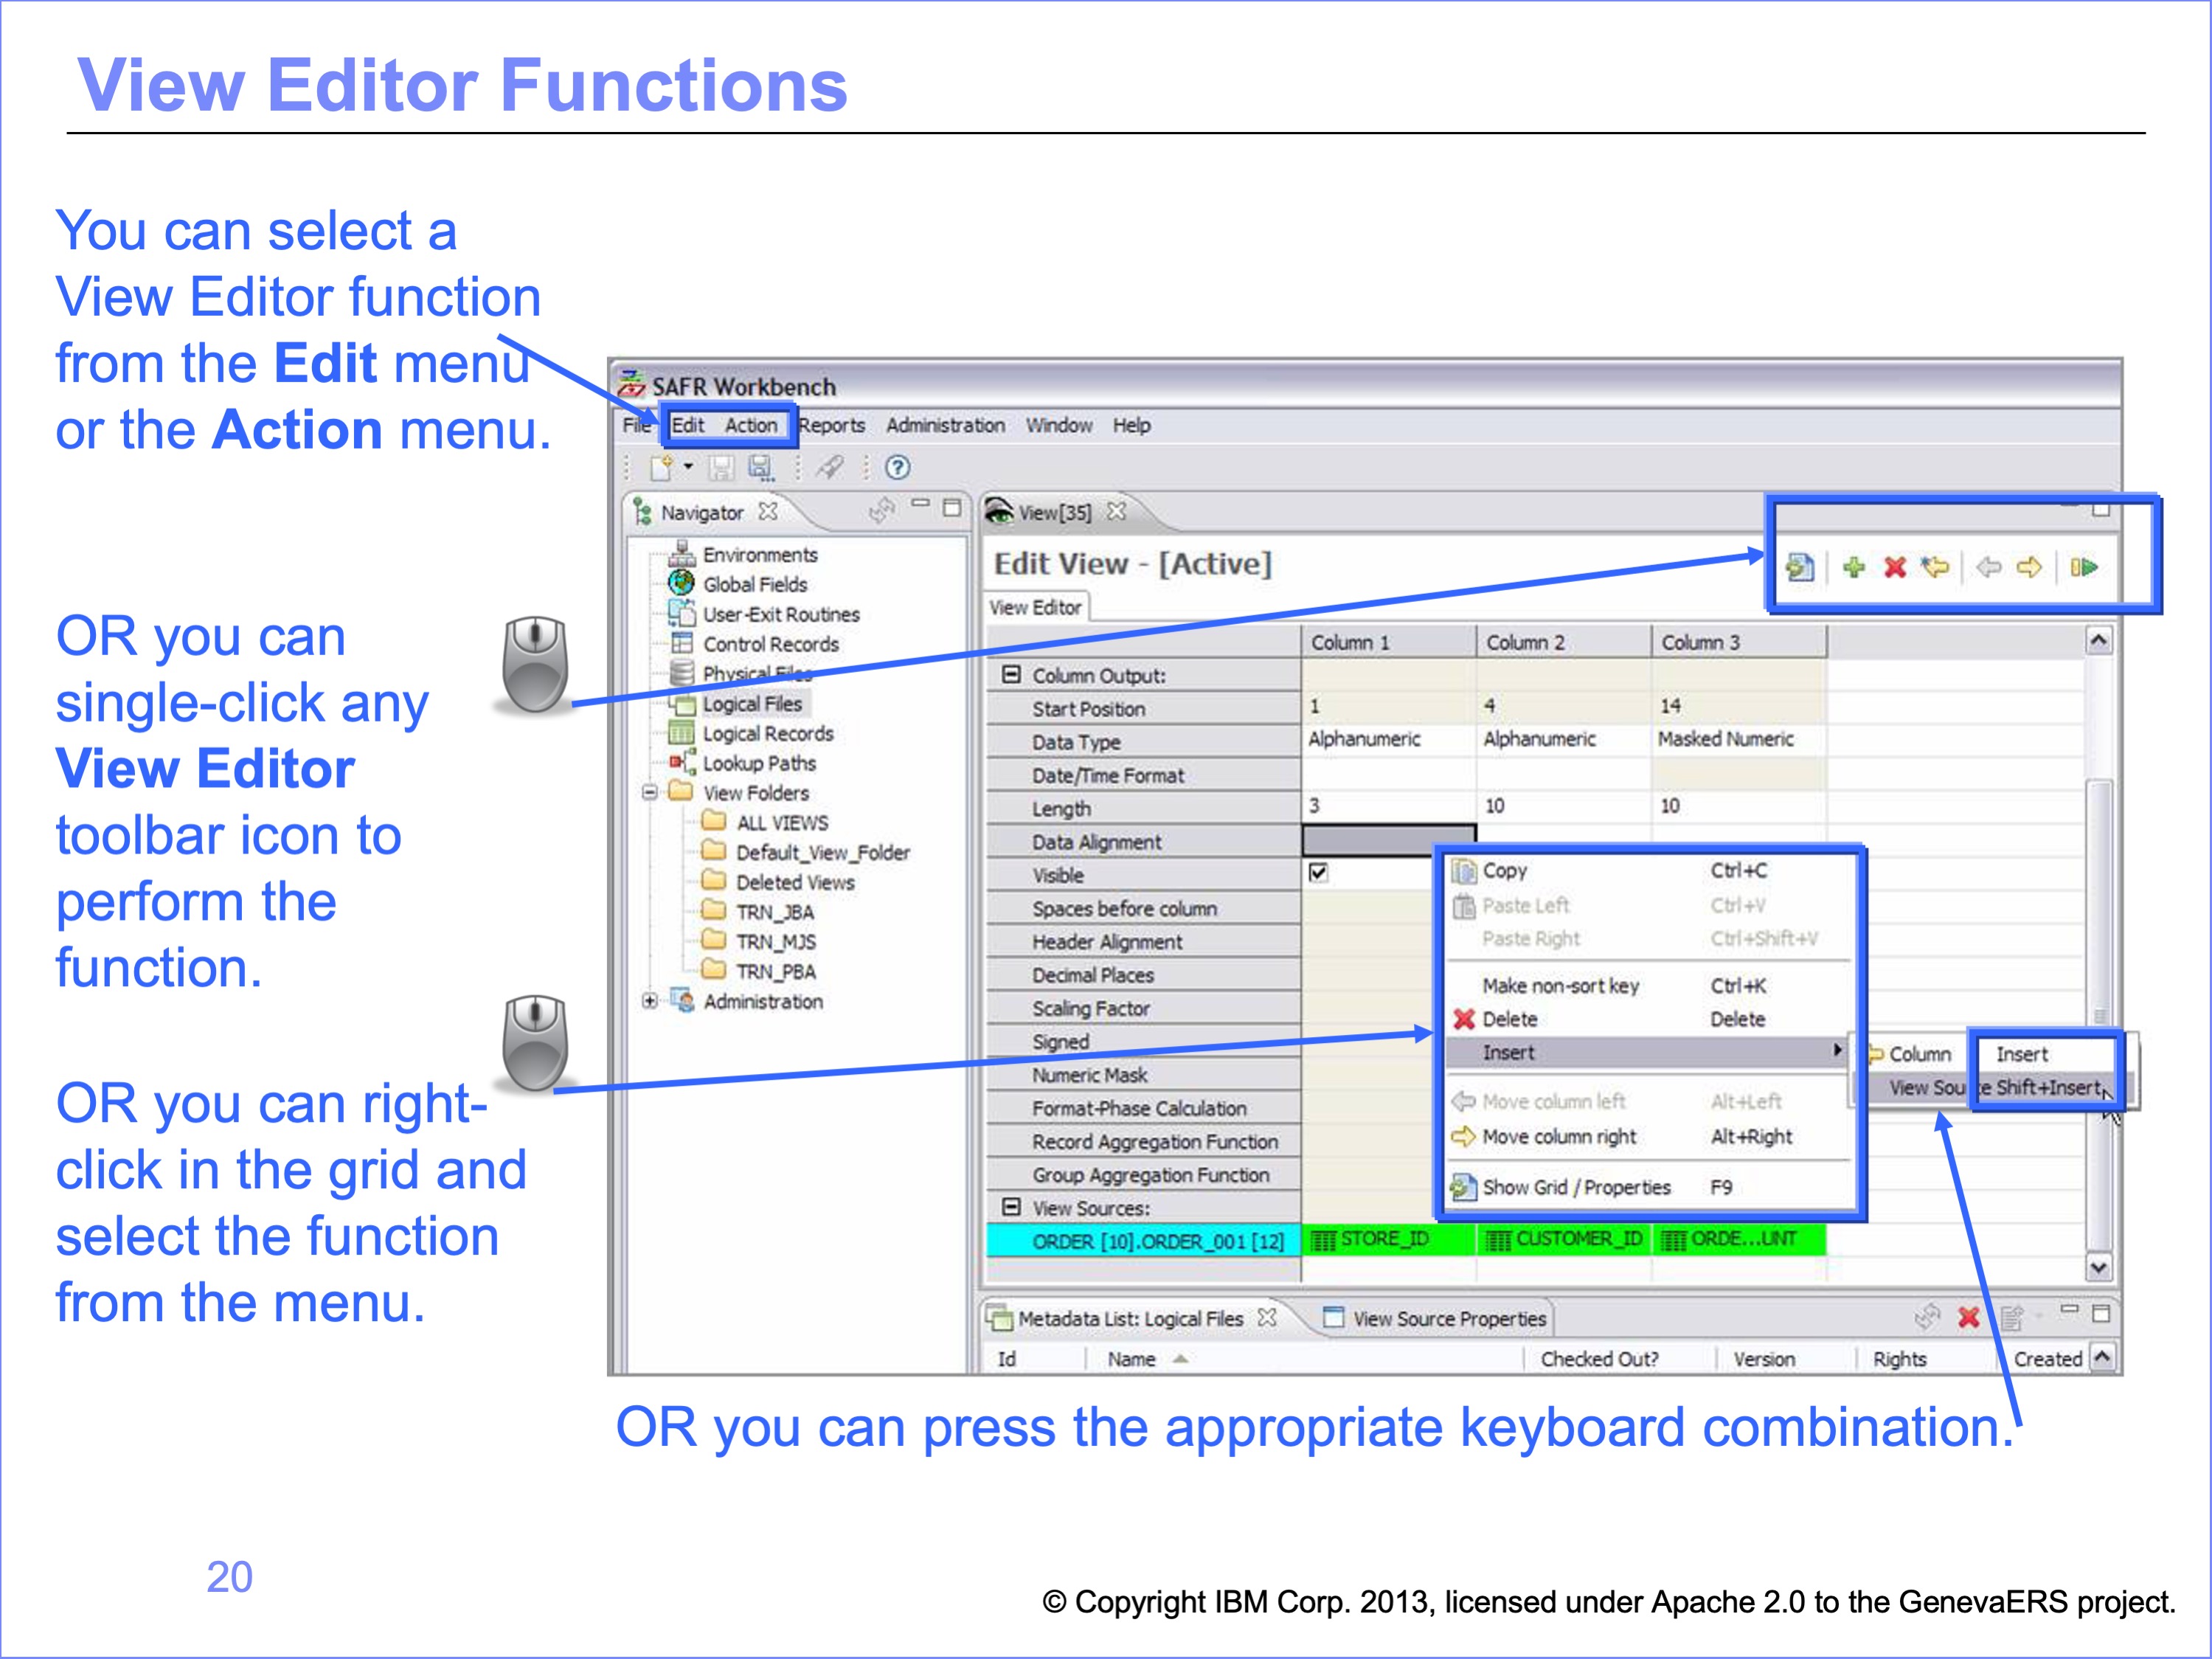 View Editor Functions
You can select a
View Editor function
from the Edit menu
or the Action menu.
OR you can
single-click any
View Editor
toolbar icon to
perform the
function.
OR you can right-
click in the grid and
select the function
from the menu.
SAFR Workbench
File Edit Action Reports Administration Window Help
Navigator
Environments
Global Fields
User-Exit Routines
Control Records
Physical Files
Logical Files
Logical Records
Lookup Paths
View Folders
ALL VIEWS
Default_View_Folder
Deleted Views
TRN_JBA
TRN_MJS
TRN_PBA
Administration
View[35]
Edit View - [Active]
View Editor
Column 1 Column 2 Column 3
Column Output:
Start Position 1 4 14
Data Type Alphanumeric Alphanumeric Masked Numeric
Date/Time Format
Length 3 10 10
Data Alignment
Visible
Spaces before column
Header Alignment
Decimal Places
Scaling Factor
Signed
Numeric Mask
Format-Phase Calculation
Record Aggregation Function
Group Aggregation Function
View Sources:
ORDER [10].ORDER_001 [12] STORE_ID CUSTOMER_ID ORDE...UNT
Copy Ctrl+C
Paste Left Ctrl+V
Paste Right Ctrl+Shift+V
Make non-sort key Ctrl+K
Delete Delete
Insert
Move column left Alt+Left
Move column right Alt+Right
Show Grid / Properties F9
Column Insert
View Source Shift+Insert
Metadata List: Logical Files View Source Properties
Id Name Checked Out? Version Rights Created
OR you can press the appropriate keyboard combination.
20
© Copyright IBM Corp. 2013, licensed under Apache 2.0 to the GenevaERS project.